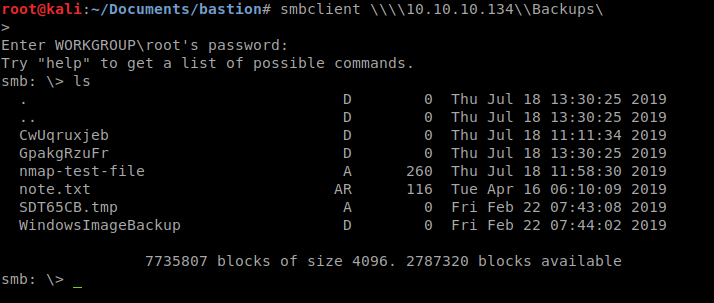 root@kali:~/Documents/bastion# smbclient \\\\10.10.10.134\\Backups\
>
Enter WORKGROUP\root's password:
Try "help" to get a list of possible commands.
smb: \> ls
  .                                   D        0  Thu Jul 18 13:30:25 2019
  ..                                  D        0  Thu Jul 18 13:30:25 2019
  CwUqruxjeb                          D        0  Thu Jul 18 11:11:34 2019
  GpakgRzuFr                          D        0  Thu Jul 18 13:30:25 2019
  nmap-test-file                      A      260  Thu Jul 18 11:58:30 2019
  note.txt                           AR      116  Tue Apr 16 06:10:09 2019
  SDT65CB.tmp                         A        0  Fri Feb 22 07:43:08 2019
  WindowsImageBackup                  D        0  Fri Feb 22 07:44:02 2019
                7735807 blocks of size 4096. 2787320 blocks available
smb: \> _